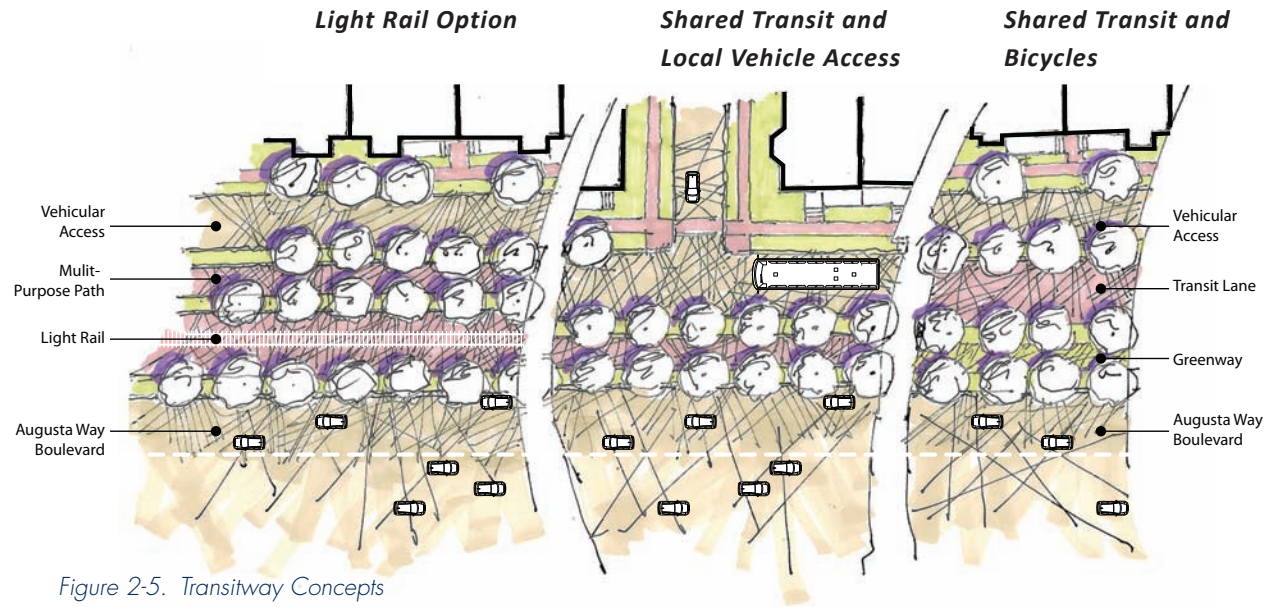 Light Rail Option
Shared Transit and
Local Vehicle Access
Shared Transit and
Bicycles
Vehicular
Access
Mulit-
Purpose Path
Light Rail
Augusta Way
Boulevard
Vehicular
Access
Transit Lane
Greenway
Augusta Way
Boulevard
Figure 2-5. Transitway Concepts